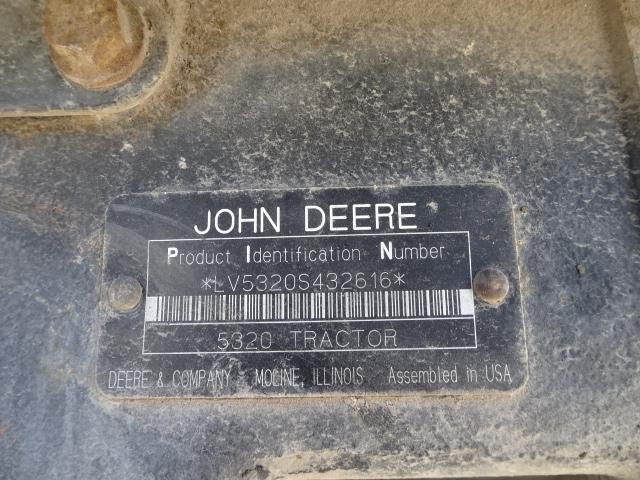 JOHN DEERE
Product Identification Number
*LV5320S432616*
5320 TRACTOR
DEERE & COMPANY MOLINE, ILLINOIS Assembled in USA